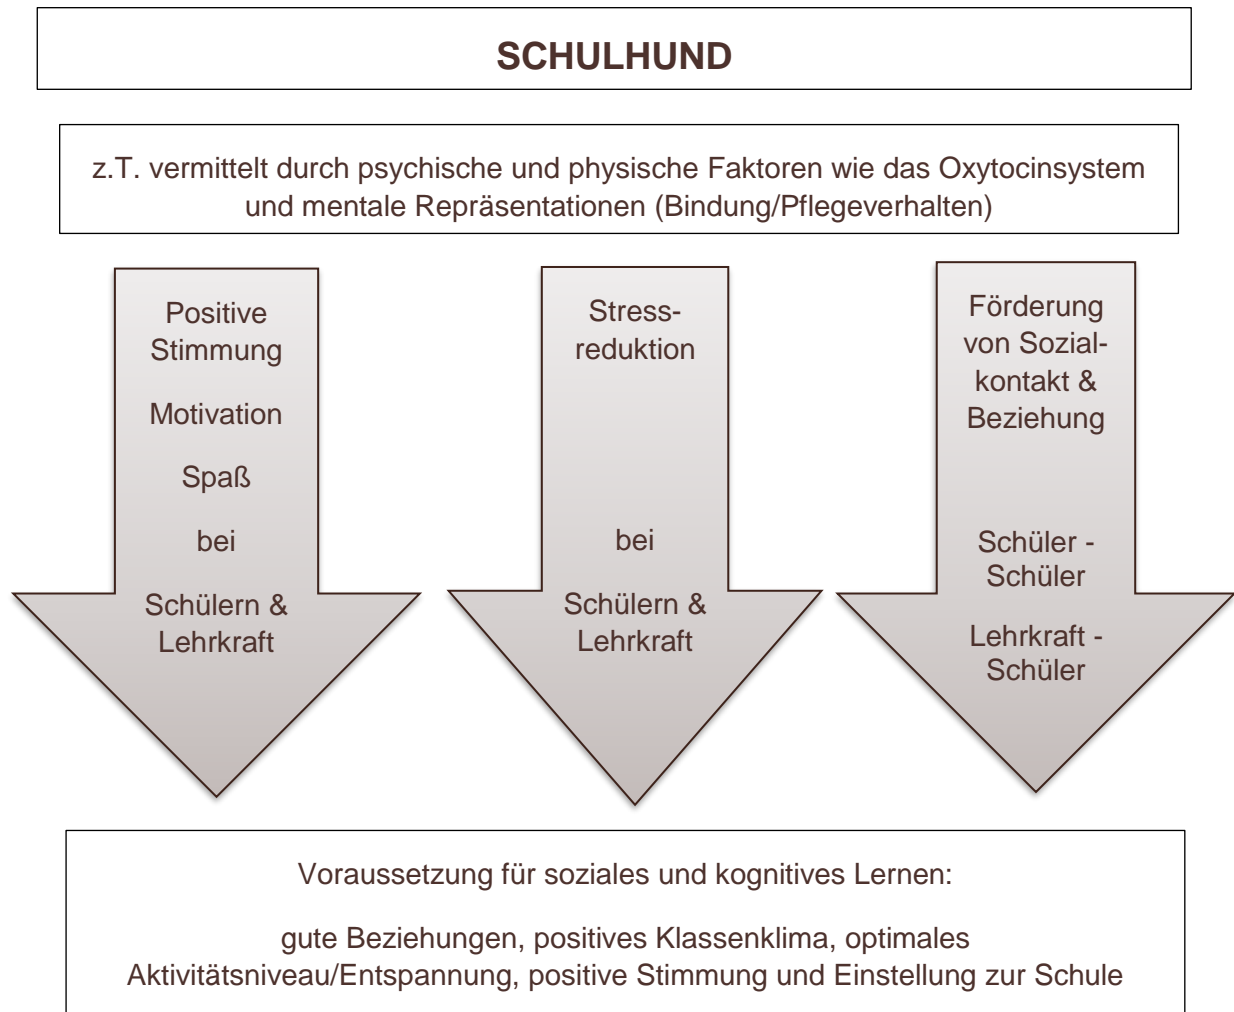 SCHULHUND
z.T. vermittelt durch psychische und physische Faktoren wie das Oxytocinsystem
und mentale Repräsentationen (Bindung/Pflegeverhalten)
Positive
Stimmung
Motivation
Spaß
bei
Schülern &
Lehrkraft
Stress-
reduktion
bei
Schülern &
Lehrkraft
Förderung
von Sozial-
kontakt &
Beziehung
Schüler -
Schüler
Lehrkraft -
Schüler
Voraussetzung für soziales und kognitives Lernen:
gute Beziehungen, positives Klassenklima, optimales
Aktivitätsniveau/Entspannung, positive Stimmung und Einstellung zur Schule